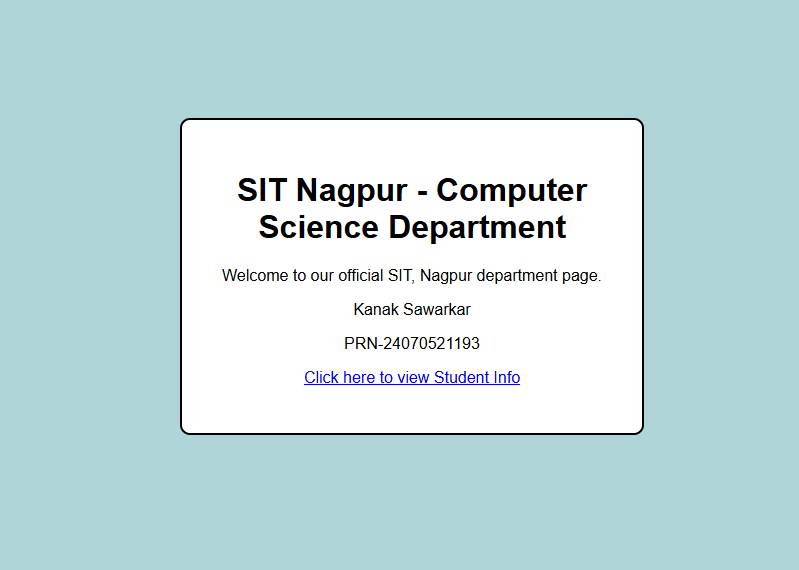 SIT Nagpur - Computer
Science Department
Welcome to our official SIT, Nagpur department page.
Kanak Sawarkar
PRN-24070521193
Click here to view Student Info